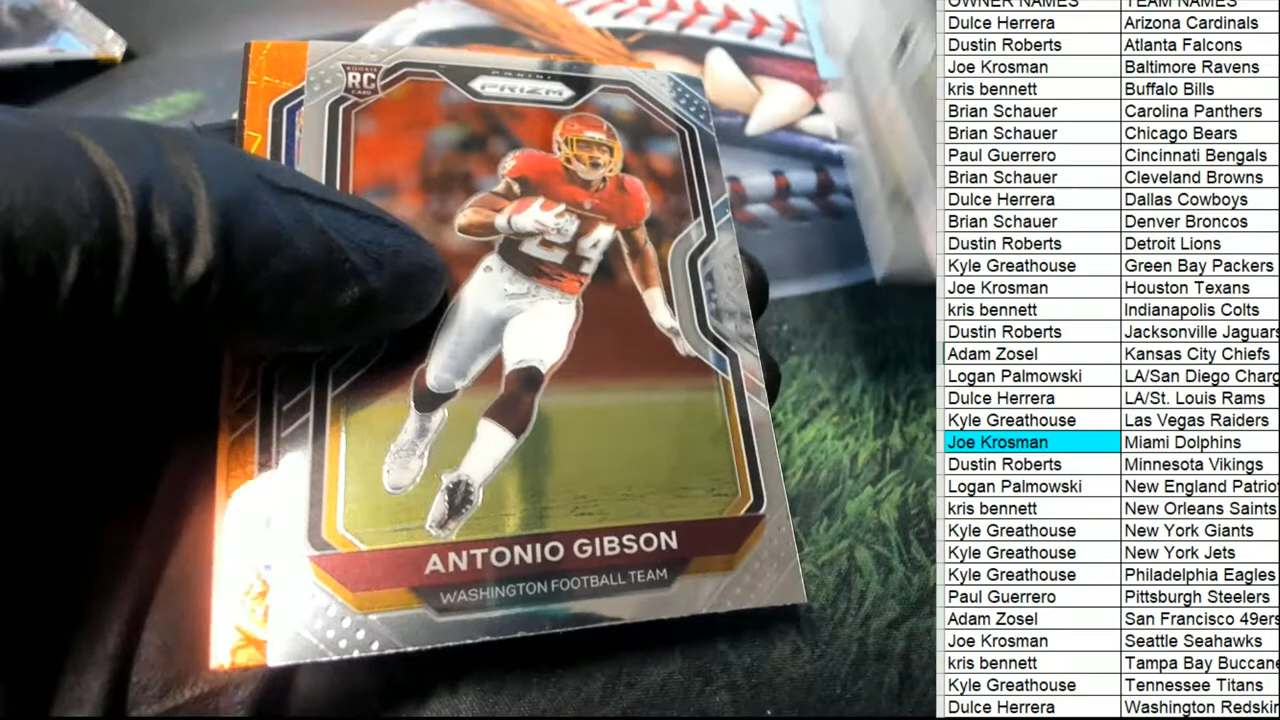 ROOKIE
RC
CARD
PANINI
PRIZM
24
ANTONIO GIBSON
WASHINGTON FOOTBALL TEAM
OWNER NAMES TEAM NAMES
Dulce Herrera Arizona Cardinals
Dustin Roberts Atlanta Falcons
Joe Krosman Baltimore Ravens
kris bennett Buffalo Bills
Brian Schauer Carolina Panthers
Brian Schauer Chicago Bears
Paul Guerrero Cincinnati Bengals
Brian Schauer Cleveland Browns
Dulce Herrera Dallas Cowboys
Brian Schauer Denver Broncos
Dustin Roberts Detroit Lions
Kyle Greathouse Green Bay Packers
Joe Krosman Houston Texans
kris bennett Indianapolis Colts
Dustin Roberts Jacksonville Jaguars
Adam Zosel Kansas City Chiefs
Logan Palmowski LA/San Diego Charg
Dulce Herrera LA/St. Louis Rams
Kyle Greathouse Las Vegas Raiders
Joe Krosman Miami Dolphins
Dustin Roberts Minnesota Vikings
Logan Palmowski New England Patriot
kris bennett New Orleans Saints
Kyle Greathouse New York Giants
Kyle Greathouse New York Jets
Kyle Greathouse Philadelphia Eagles
Paul Guerrero Pittsburgh Steelers
Adam Zosel San Francisco 49ers
Joe Krosman Seattle Seahawks
kris bennett Tampa Bay Buccane
Kyle Greathouse Tennessee Titans
Dulce Herrera Washington Redskin